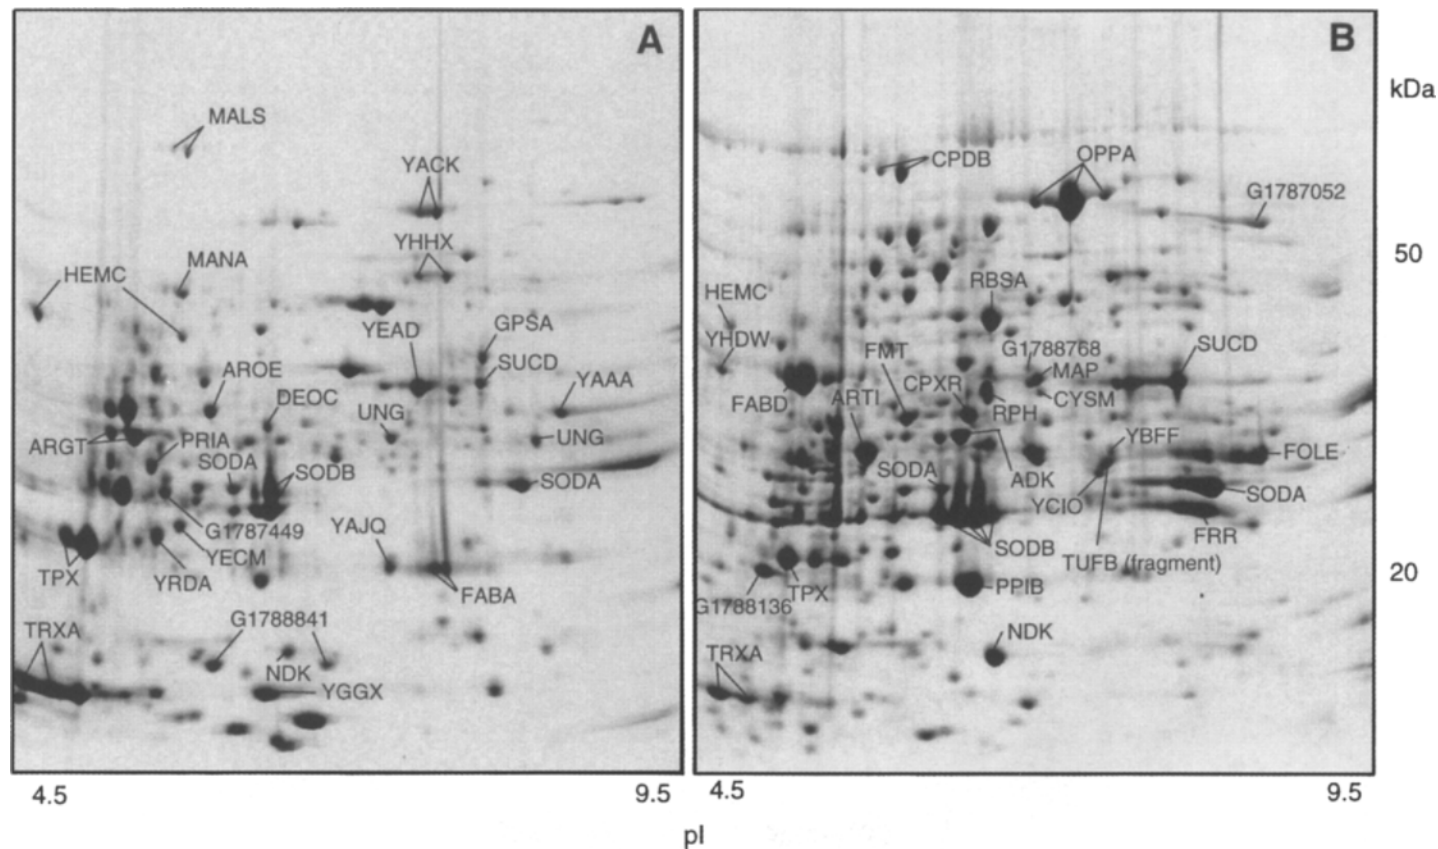 A
MALS
YACK
YHHX
MANA
HEMC
YEAD
GPSA
SUCD
AROE
YAAA
DEOC
UNG
ARGT
PRIA
UNG
SODA
SODB
SODA
G1787449
YAJQ
YECM
TPX
YRDA
FABA
G1788841
TRXA
NDK
YGGX
4.5
9.5
B
kDa
CPDB
OPPA
G1787052
50
RBSA
HEMC
YHDW
FMT
G1788768
SUCD
MAP
CPXR
FABD
ARTI
RPH
CYSM
YBFF
FOLE
SODA
ADK
YCIO
SODA
FRR
SODB
TUFB (fragment)
20
PPIB
G1788136
TPX
NDK
TRXA
4.5
9.5
pI